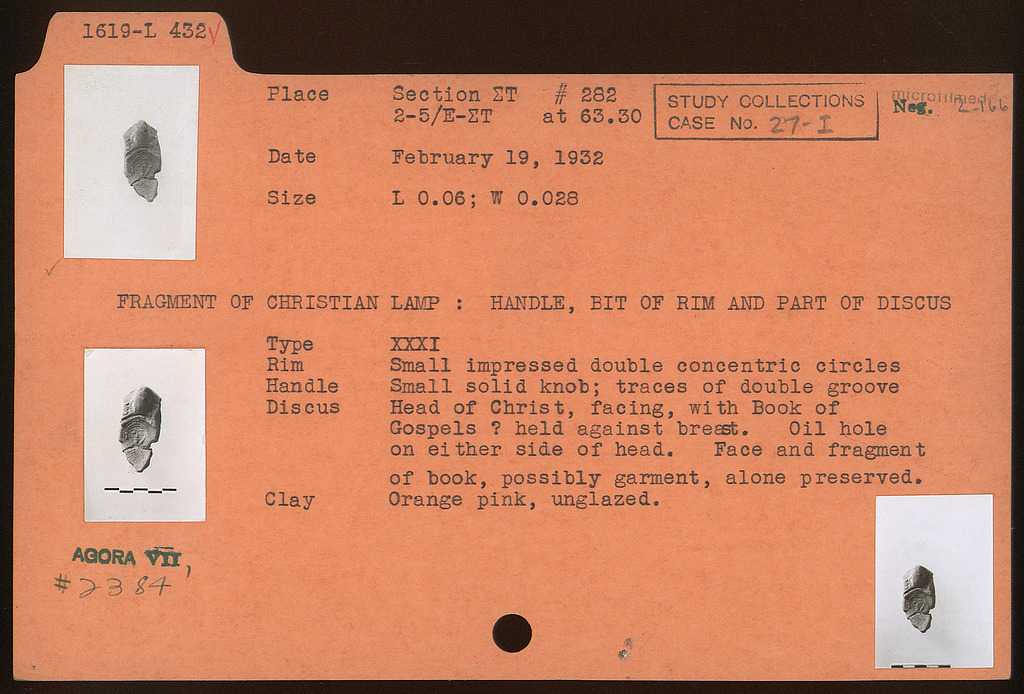 1619-L 432
Place Section ΣΤ # 282
2-5/E-ΣΤ at 63.30
STUDY COLLECTIONS
CASE No. 27-I
microfilmed
Neg. 2-166
Date February 19, 1932
Size L 0.06; W 0.028
FRAGMENT OF CHRISTIAN LAMP : HANDLE, BIT OF RIM AND PART OF DISCUS
Type XXXI
Rim Small impressed double concentric circles
Handle Small solid knob; traces of double groove
Discus Head of Christ, facing, with Book of
Gospels ? held against breast. Oil hole
on either side of head. Face and fragment
of book, possibly garment, alone preserved.
Clay Orange pink, unglazed.
AGORA VII,
#2384